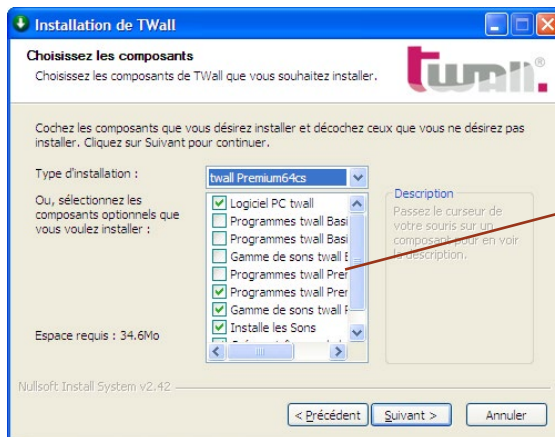 Installation de TWall
Choisissez les composants
Choisissez les composants de TWall que vous souhaitez installer.
twall®
Cochez les composants que vous désirez installer et décochez ceux que vous ne désirez pas
installer. Cliquez sur Suivant pour continuer.
Type d'installation :
twall Premium64cs
Ou, sélectionnez les
composants optionnels que
vous voulez installer :
Logiciel PC twall
Programmes twall Basi
Programmes twall Basi
Gamme de sons twall
Programmes twall Prer
Programmes twall Prer
Gamme de sons twall
Installe les Sons
Description
Passez le curseur de
votre souris sur un
composant pour en voir
la description.
Espace requis : 34.6Mo
Nullsoft Install System v2.42
< Précédent
Suivant >
Annuler